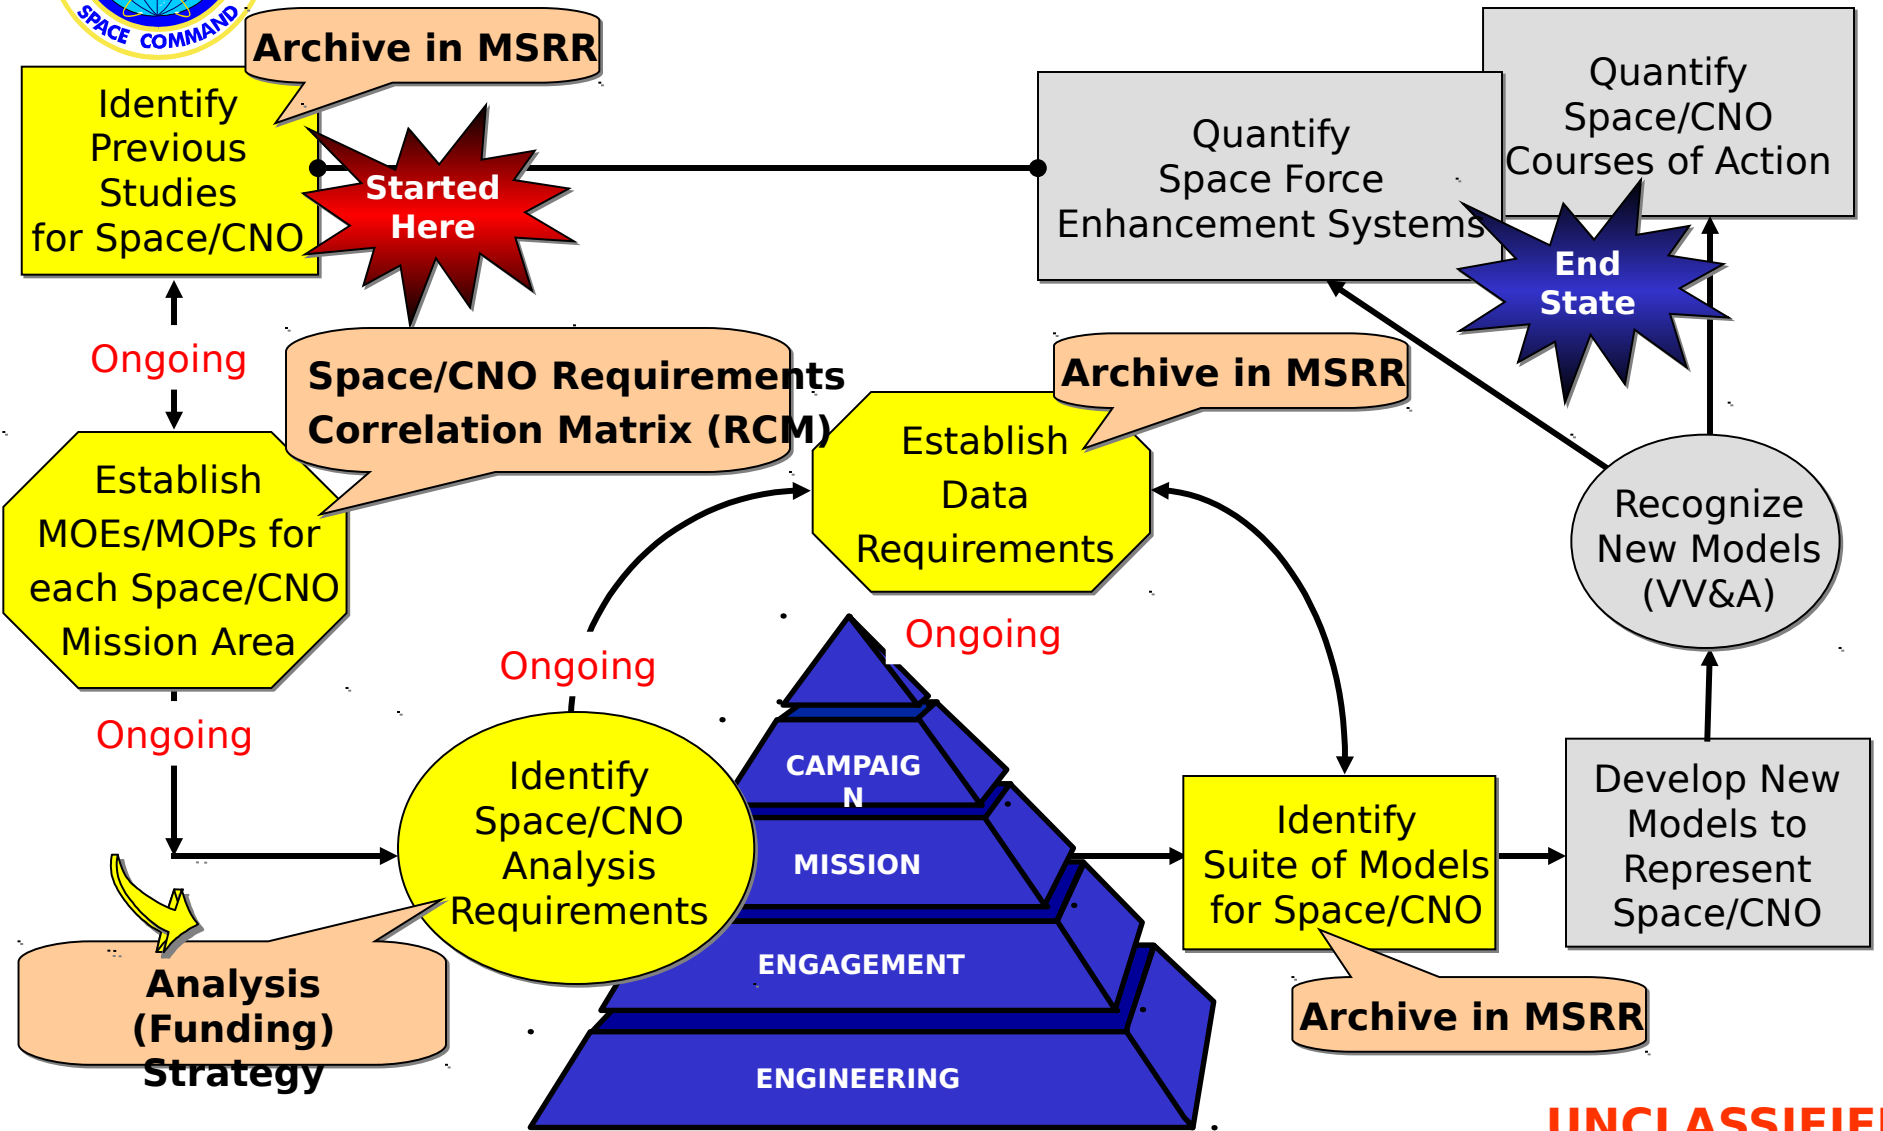 SPACE COMMAND
Archive in MSRR
Identify
Previous
Studies
for Space/CNO
Started
Here
Quantify
Space Force
Enhancement Systems
Quantify
Space/CNO
Courses of Action
End
State
Ongoing
Space/CNO Requirements
Correlation Matrix (RCM)
Archive in MSRR
Establish
Data
Requirements
Establish
MOEs/MOPs for
each Space/CNO
Mission Area
Recognize
New Models
(VV&A)
Ongoing
Ongoing
Ongoing
Identify
Space/CNO
Analysis
Requirements
CAMPAIG
N
MISSION
ENGAGEMENT
ENGINEERING
Identify
Suite of Models
for Space/CNO
Develop New
Models to
Represent
Space/CNO
Analysis
(Funding)
Strategy
Archive in MSRR